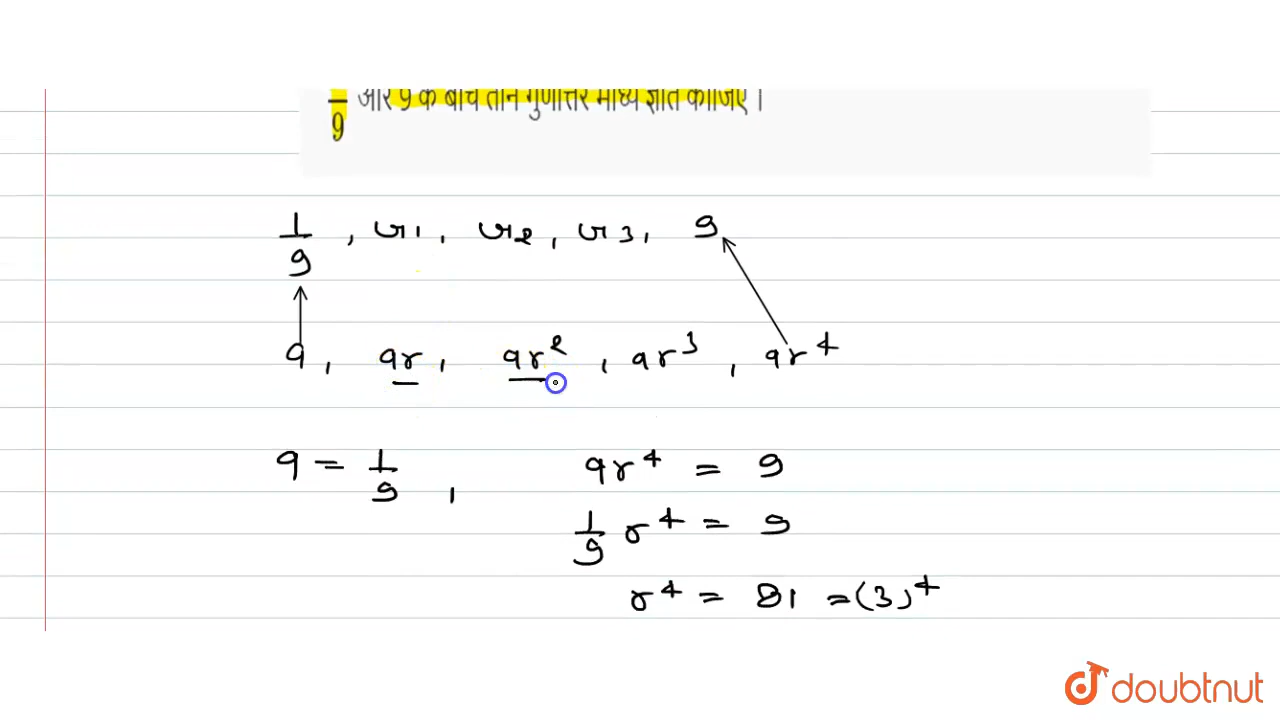 1/9 और 9 के बीच तीन गुणोत्तर माध्य ज्ञात कीजिए।
1/9 , G1, G2, G3, 9
a, ar, ar², ar³, ar⁴
a = 1/9, ar⁴ = 9
1/9 r⁴ = 9
r⁴ = 81 = (3)⁴
doubtnut